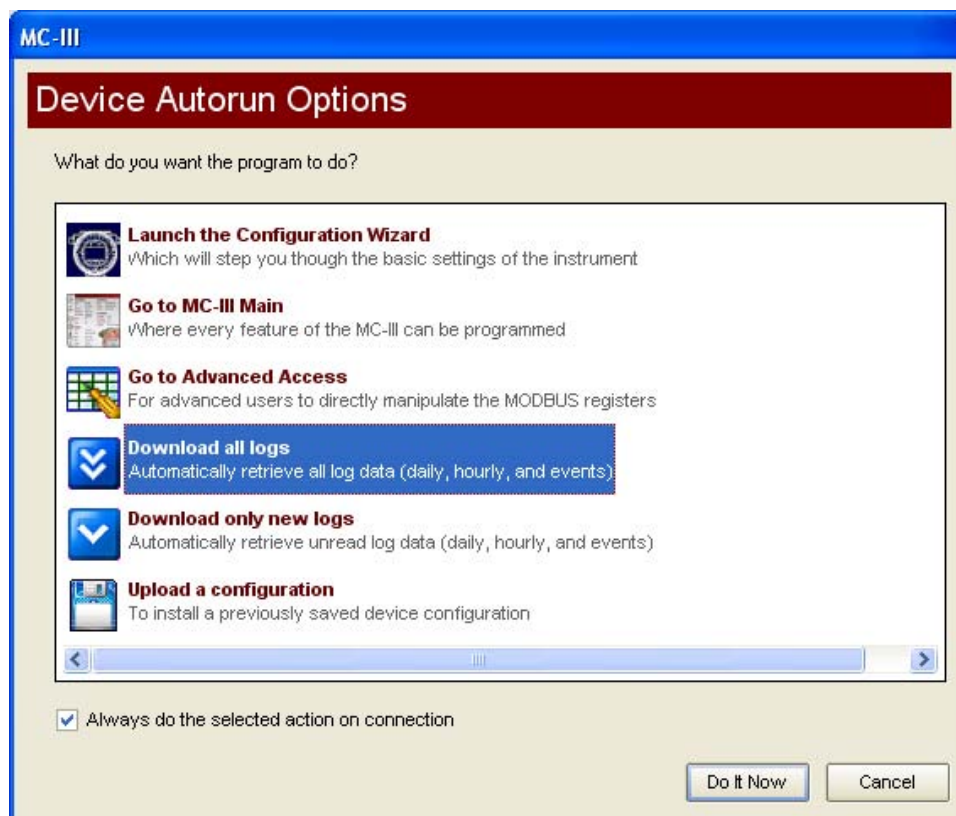 MC-III
Device Autorun Options
What do you want the program to do?
Launch the Configuration Wizard
Which will step you though the basic settings of the instrument
Go to MC-III Main
Where every feature of the MC-III can be programmed
Go to Advanced Access
For advanced users to directly manipulate the MODBUS registers
Download all logs
Automatically retrieve all log data (daily, hourly, and events)
Download only new logs
Automatically retrieve unread log data (daily, hourly, and events)
Upload a configuration
To install a previously saved device configuration
Always do the selected action on connection
Do It Now Cancel